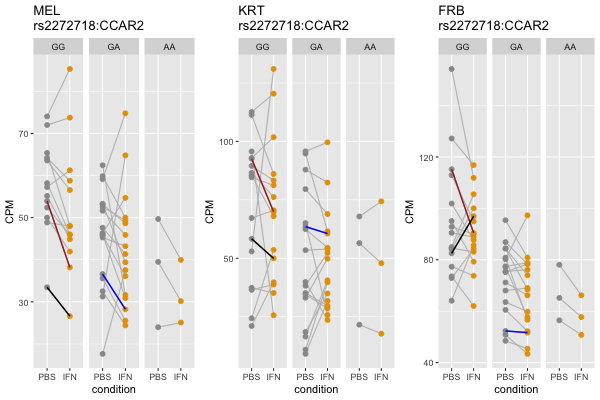 MEL
rs2272718:CCAR2
GG
GA
AA
CPM
70
50
30
PBS IFN
PBS IFN
PBS IFN
condition
KRT
rs2272718:CCAR2
GG
GA
AA
CPM
100
50
PBS IFN
PBS IFN
PBS IFN
condition
FRB
rs2272718:CCAR2
GG
GA
AA
CPM
120
80
40
PBS IFN
PBS IFN
PBS IFN
condition